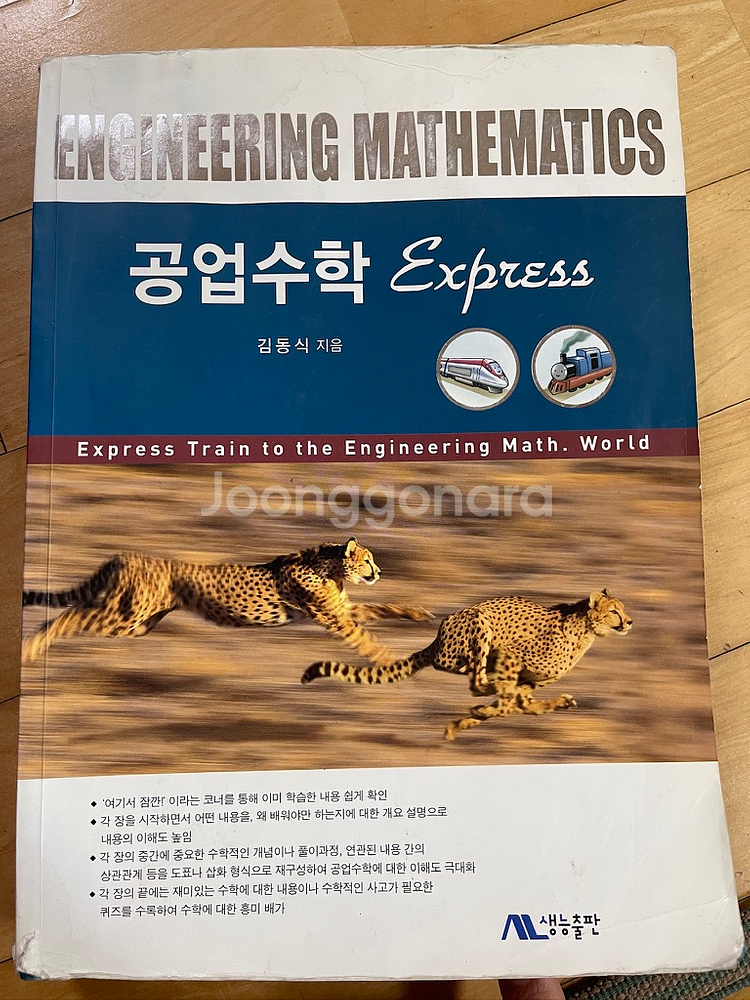 ENGINEERING MATHEMATICS
공업수학 Express
김동식 지음
Express Train to the Engineering Math. World
Joonggonara
◆ '여기서 잠깐!' 이라는 코너를 통해 이미 학습한 내용 쉽게 확인
◆ 각 장을 시작하면서 어떤 내용을, 왜 배워야만 하는지에 대한 개요 설명으로
내용의 이해도 높임
◆ 각 장의 중간에 중요한 수학적인 개념이나 풀이과정, 연관된 내용 간의
상관관계 등을 도표나 삽화 형식으로 재구성하여 공업수학에 대한 이해도 극대화
◆ 각 장의 끝에는 재미있는 수학에 대한 내용이나 수학적인 사고가 필요한
퀴즈를 수록하여 수학에 대한 흥미 배가
생능출판